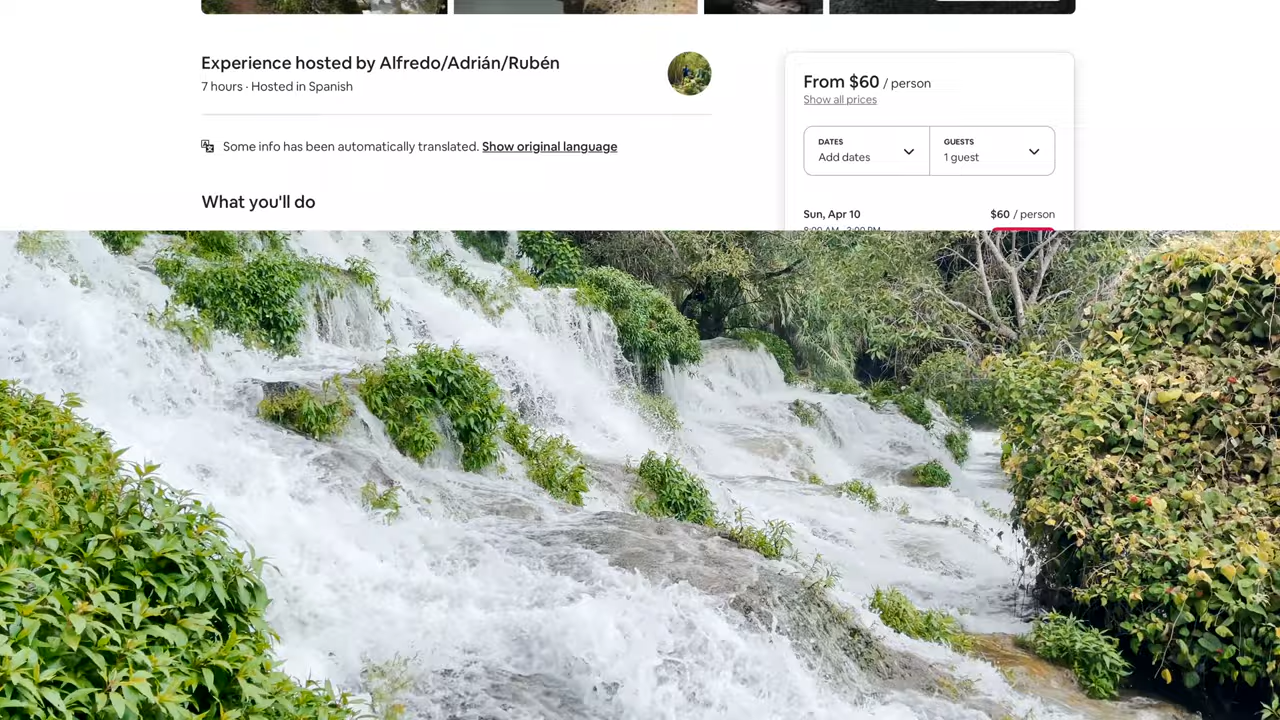 Experience hosted by Alfredo/Adrián/Rubén
7 hours · Hosted in Spanish
Some info has been automatically translated. Show original language
What you'll do
From $60 / person
Show all prices
DATES
Add dates
GUESTS
1 guest
Sun, Apr 10
$60 / person